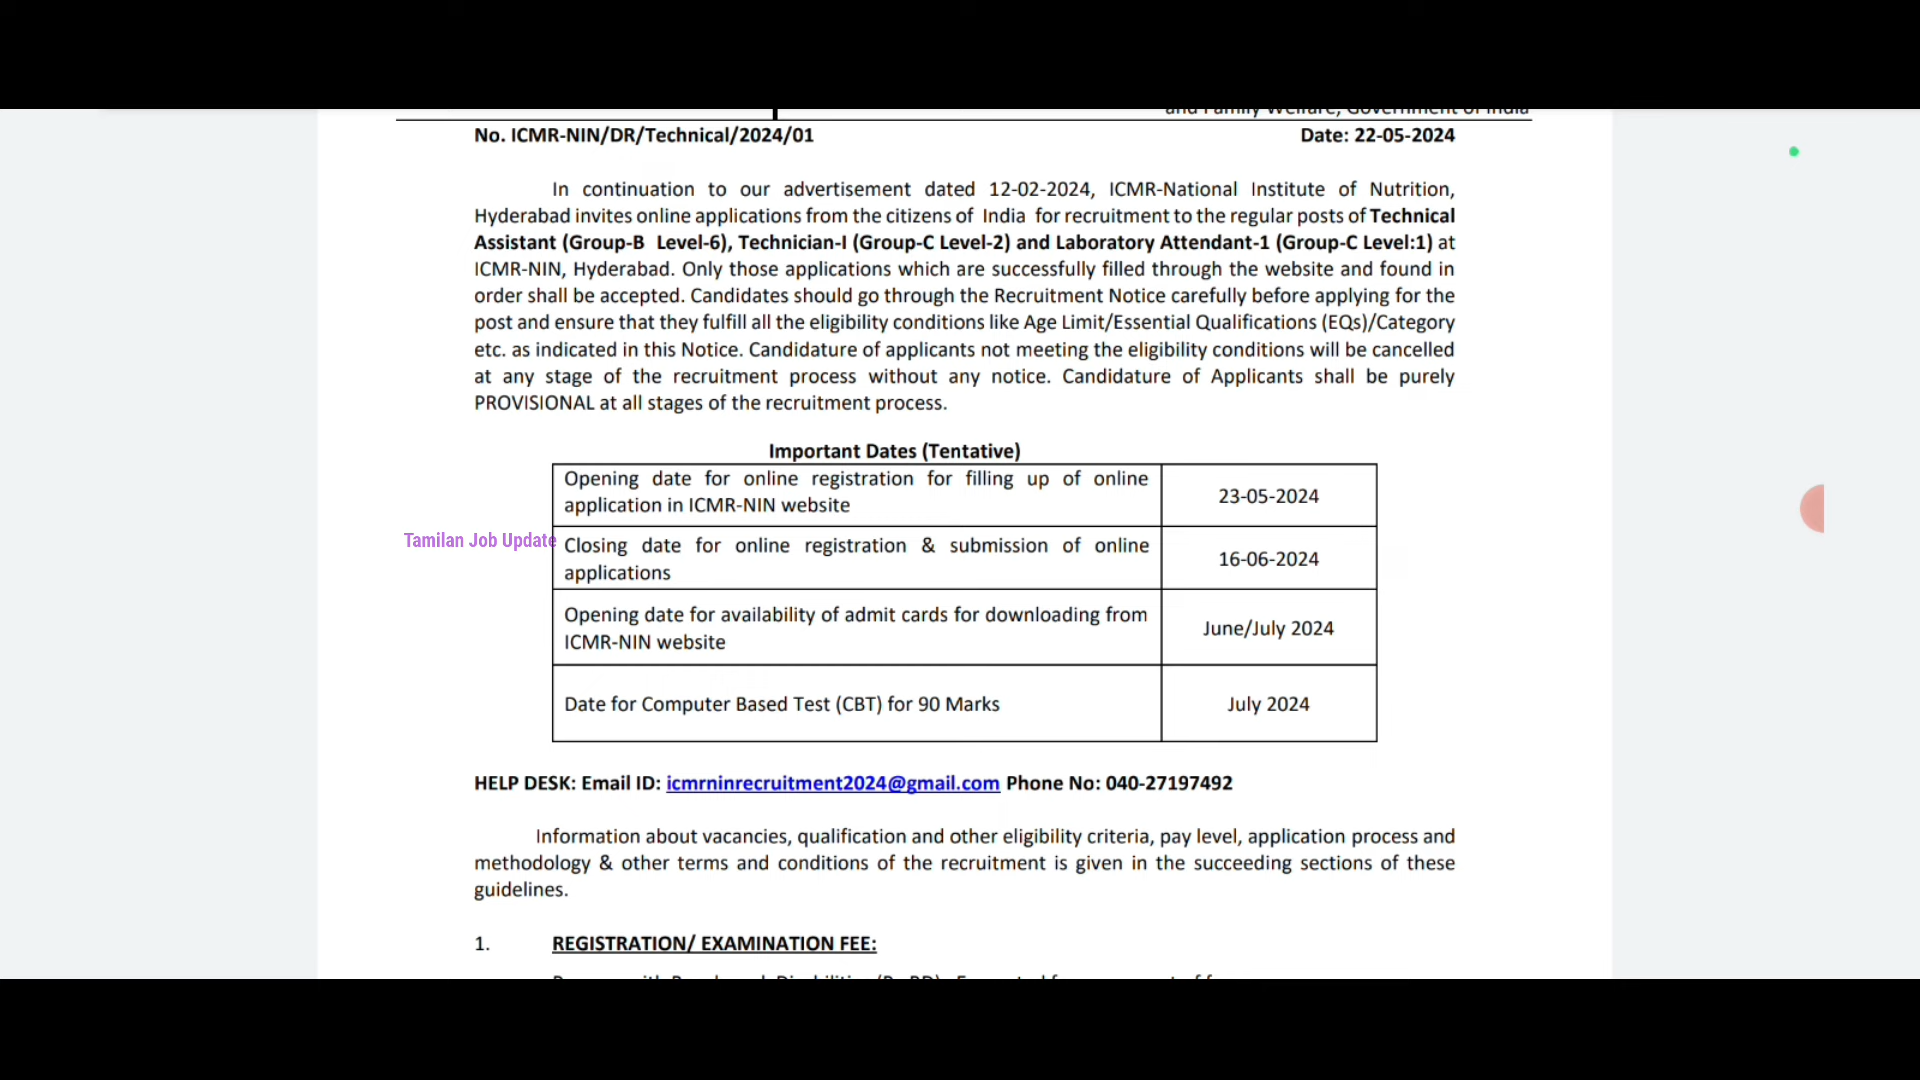 and Family Welfare, Government of India
No. ICMR-NIN/DR/Technical/2024/01 Date: 22-05-2024
In continuation to our advertisement dated 12-02-2024, ICMR-National Institute of Nutrition,
Hyderabad invites online applications from the citizens of India for recruitment to the regular posts of Technical
Assistant (Group-B Level-6), Technician-I (Group-C Level-2) and Laboratory Attendant-1 (Group-C Level:1) at
ICMR-NIN, Hyderabad. Only those applications which are successfully filled through the website and found in
order shall be accepted. Candidates should go through the Recruitment Notice carefully before applying for the
post and ensure that they fulfill all the eligibility conditions like Age Limit/Essential Qualifications (EQs)/Category
etc. as indicated in this Notice. Candidature of applicants not meeting the eligibility conditions will be cancelled
at any stage of the recruitment process without any notice. Candidature of Applicants shall be purely
PROVISIONAL at all stages of the recruitment process.
Important Dates (Tentative)
Opening date for online registration for filling up of online
application in ICMR-NIN website
23-05-2024
Tamilan Job Update
Closing date for online registration & submission of online
applications
16-06-2024
Opening date for availability of admit cards for downloading from
ICMR-NIN website
June/July 2024
Date for Computer Based Test (CBT) for 90 Marks
July 2024
HELP DESK: Email ID: icmrninrecruitment2024@gmail.com Phone No: 040-27197492
Information about vacancies, qualification and other eligibility criteria, pay level, application process and
methodology & other terms and conditions of the recruitment is given in the succeeding sections of these
guidelines.
1. REGISTRATION/ EXAMINATION FEE: